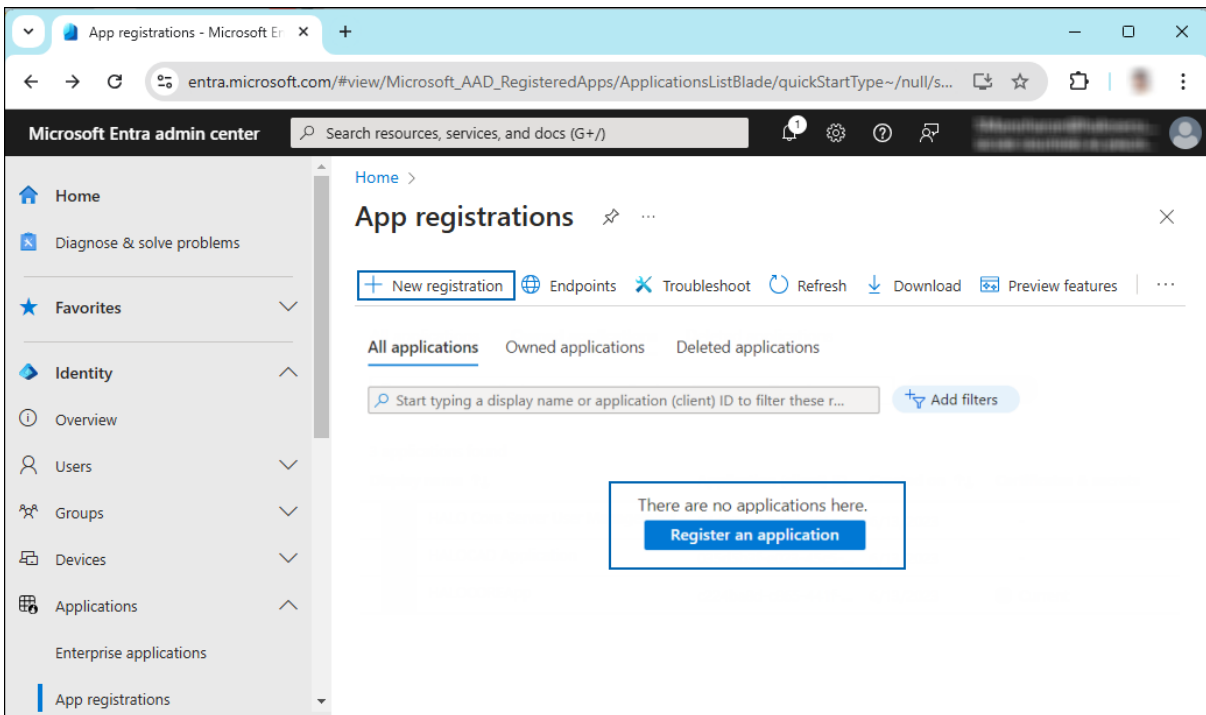 App registrations - Microsoft Er
entra.microsoft.com/#view/Microsoft_AAD_RegisteredApps/ApplicationsListBlade/quickStartType~/null/s...
Microsoft Entra admin center
Search resources, services, and docs (G+/)
1
Home
Diagnose & solve problems
Favorites
Identity
Overview
Users
Groups
Devices
Applications
Enterprise applications
App registrations
Home >
App registrations
New registration Endpoints Troubleshoot Refresh Download Preview features
All applications Owned applications Deleted applications
Start typing a display name or application (client) ID to filter these r...
Add filters
There are no applications here.
Register an application